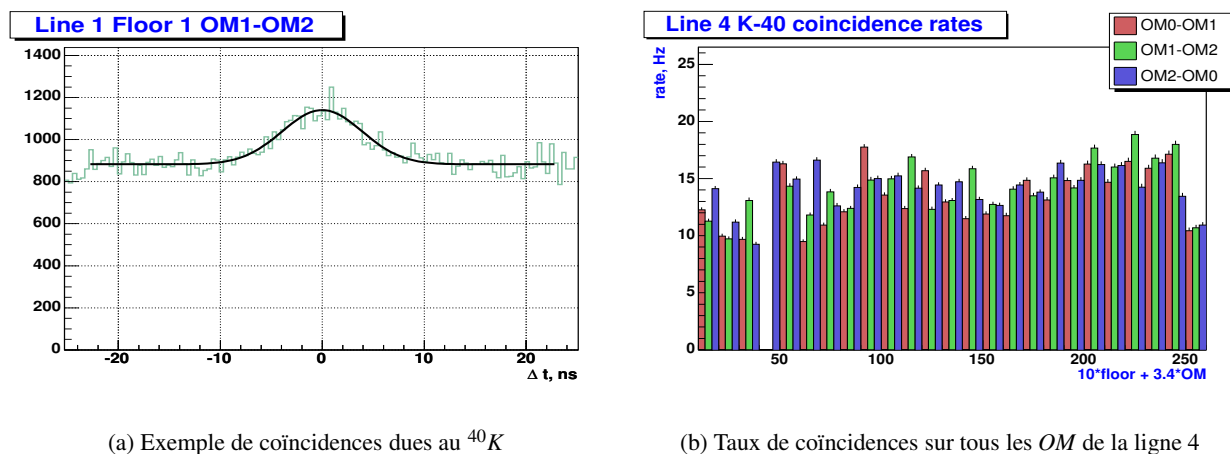 Line 1 Floor 1 OM1-OM2
1400
1200
1000
800
600
400
200
0
-20
-10
0
10
20
Δ t, ns
Line 4 K-40 coincidence rates
OM0-OM1
OM1-OM2
OM2-OM0
rate, Hz
25
20
15
10
5
0
50
100
150
200
250
10*floor + 3.4*OM
(a) Exemple de coïncidences dues au ⁴⁰K
(b) Taux de coïncidences sur tous les OM de la ligne 4